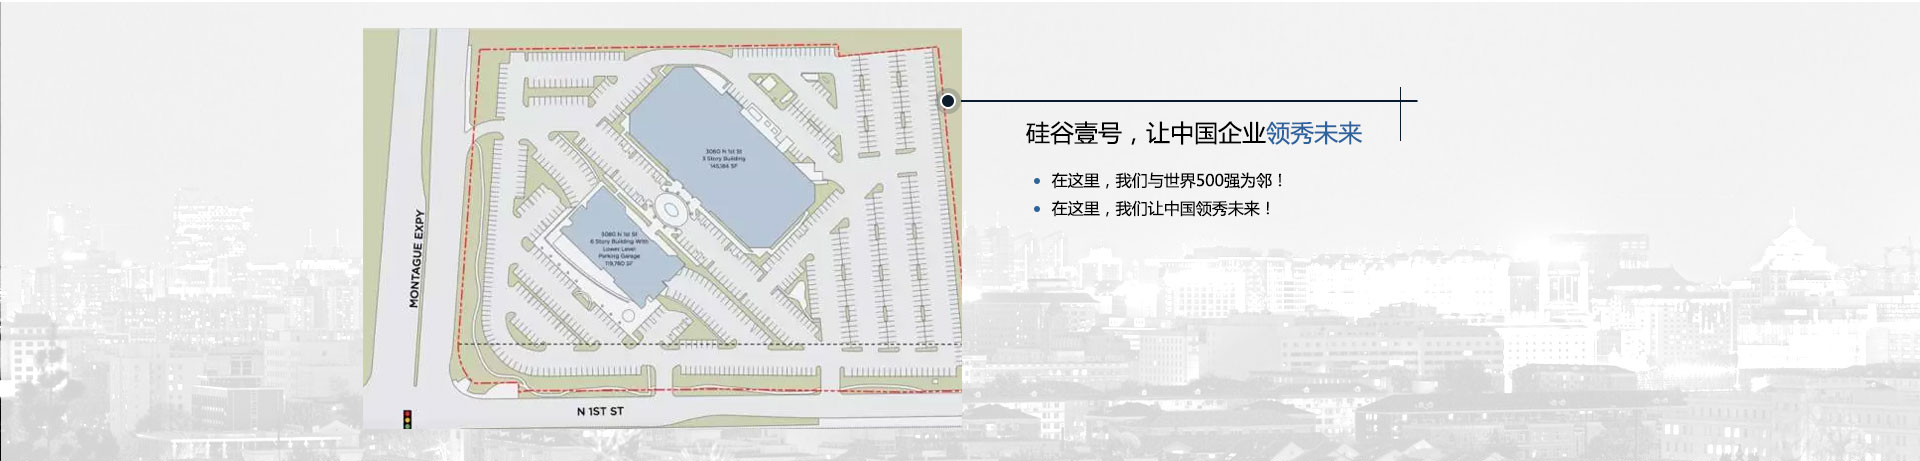 硅谷壹号，让中国企业领秀未来
在这里，我们与世界500强为邻！
在这里，我们让中国领秀未来！
3060 N 1st St
3 Story Building
145,184 SF
6 Story Building With
Lower Level
Parking Garage
119,760 SF
MONTAGUE EXPY
N 1ST ST